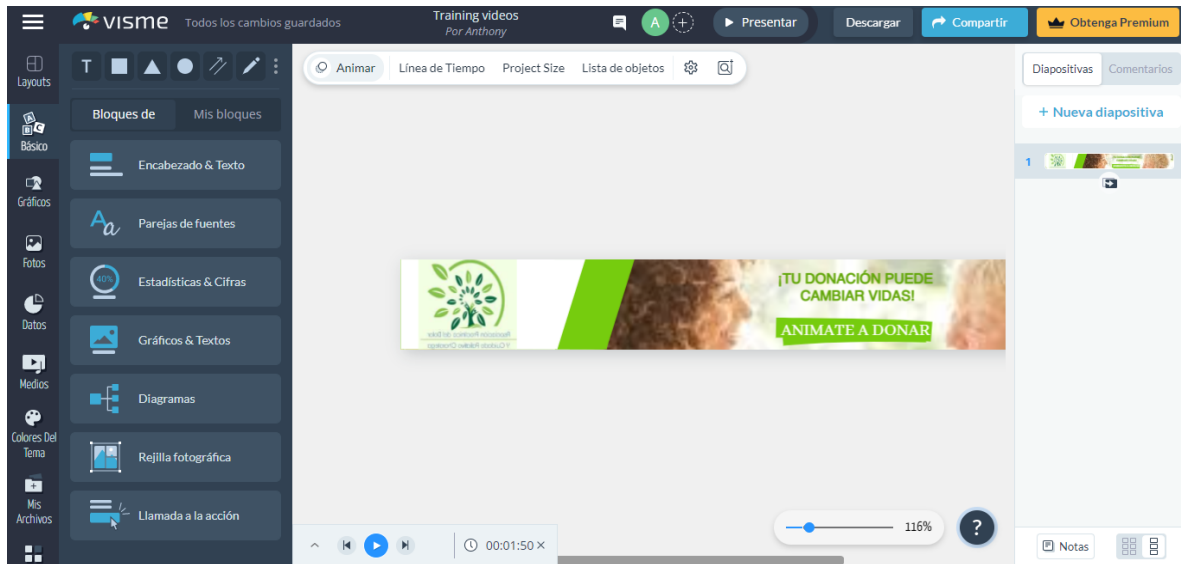 visme
Todos los cambios guardados
Training videos
Por Anthony
A
Presentar
Descargar
Compartir
Obtenga Premium
Layouts
Básico
Gráficos
Fotos
Datos
Medios
Colores Del
Tema
Mis
Archivos
T
Bloques de
Mis bloques
Encabezado & Texto
Aa
Parejas de fuentes
40%
Estadísticas & Cifras
Gráficos & Textos
Diagramas
Rejilla fotográfica
Llamada a la acción
Animar
Línea de Tiempo
Project Size
Lista de objetos
¡TU DONACIÓN PUEDE
CAMBIAR VIDAS!
ANIMATE A DONAR
00:01:50
116%
?
Diapositivas
Comentarios
+ Nueva diapositiva
1
Notas